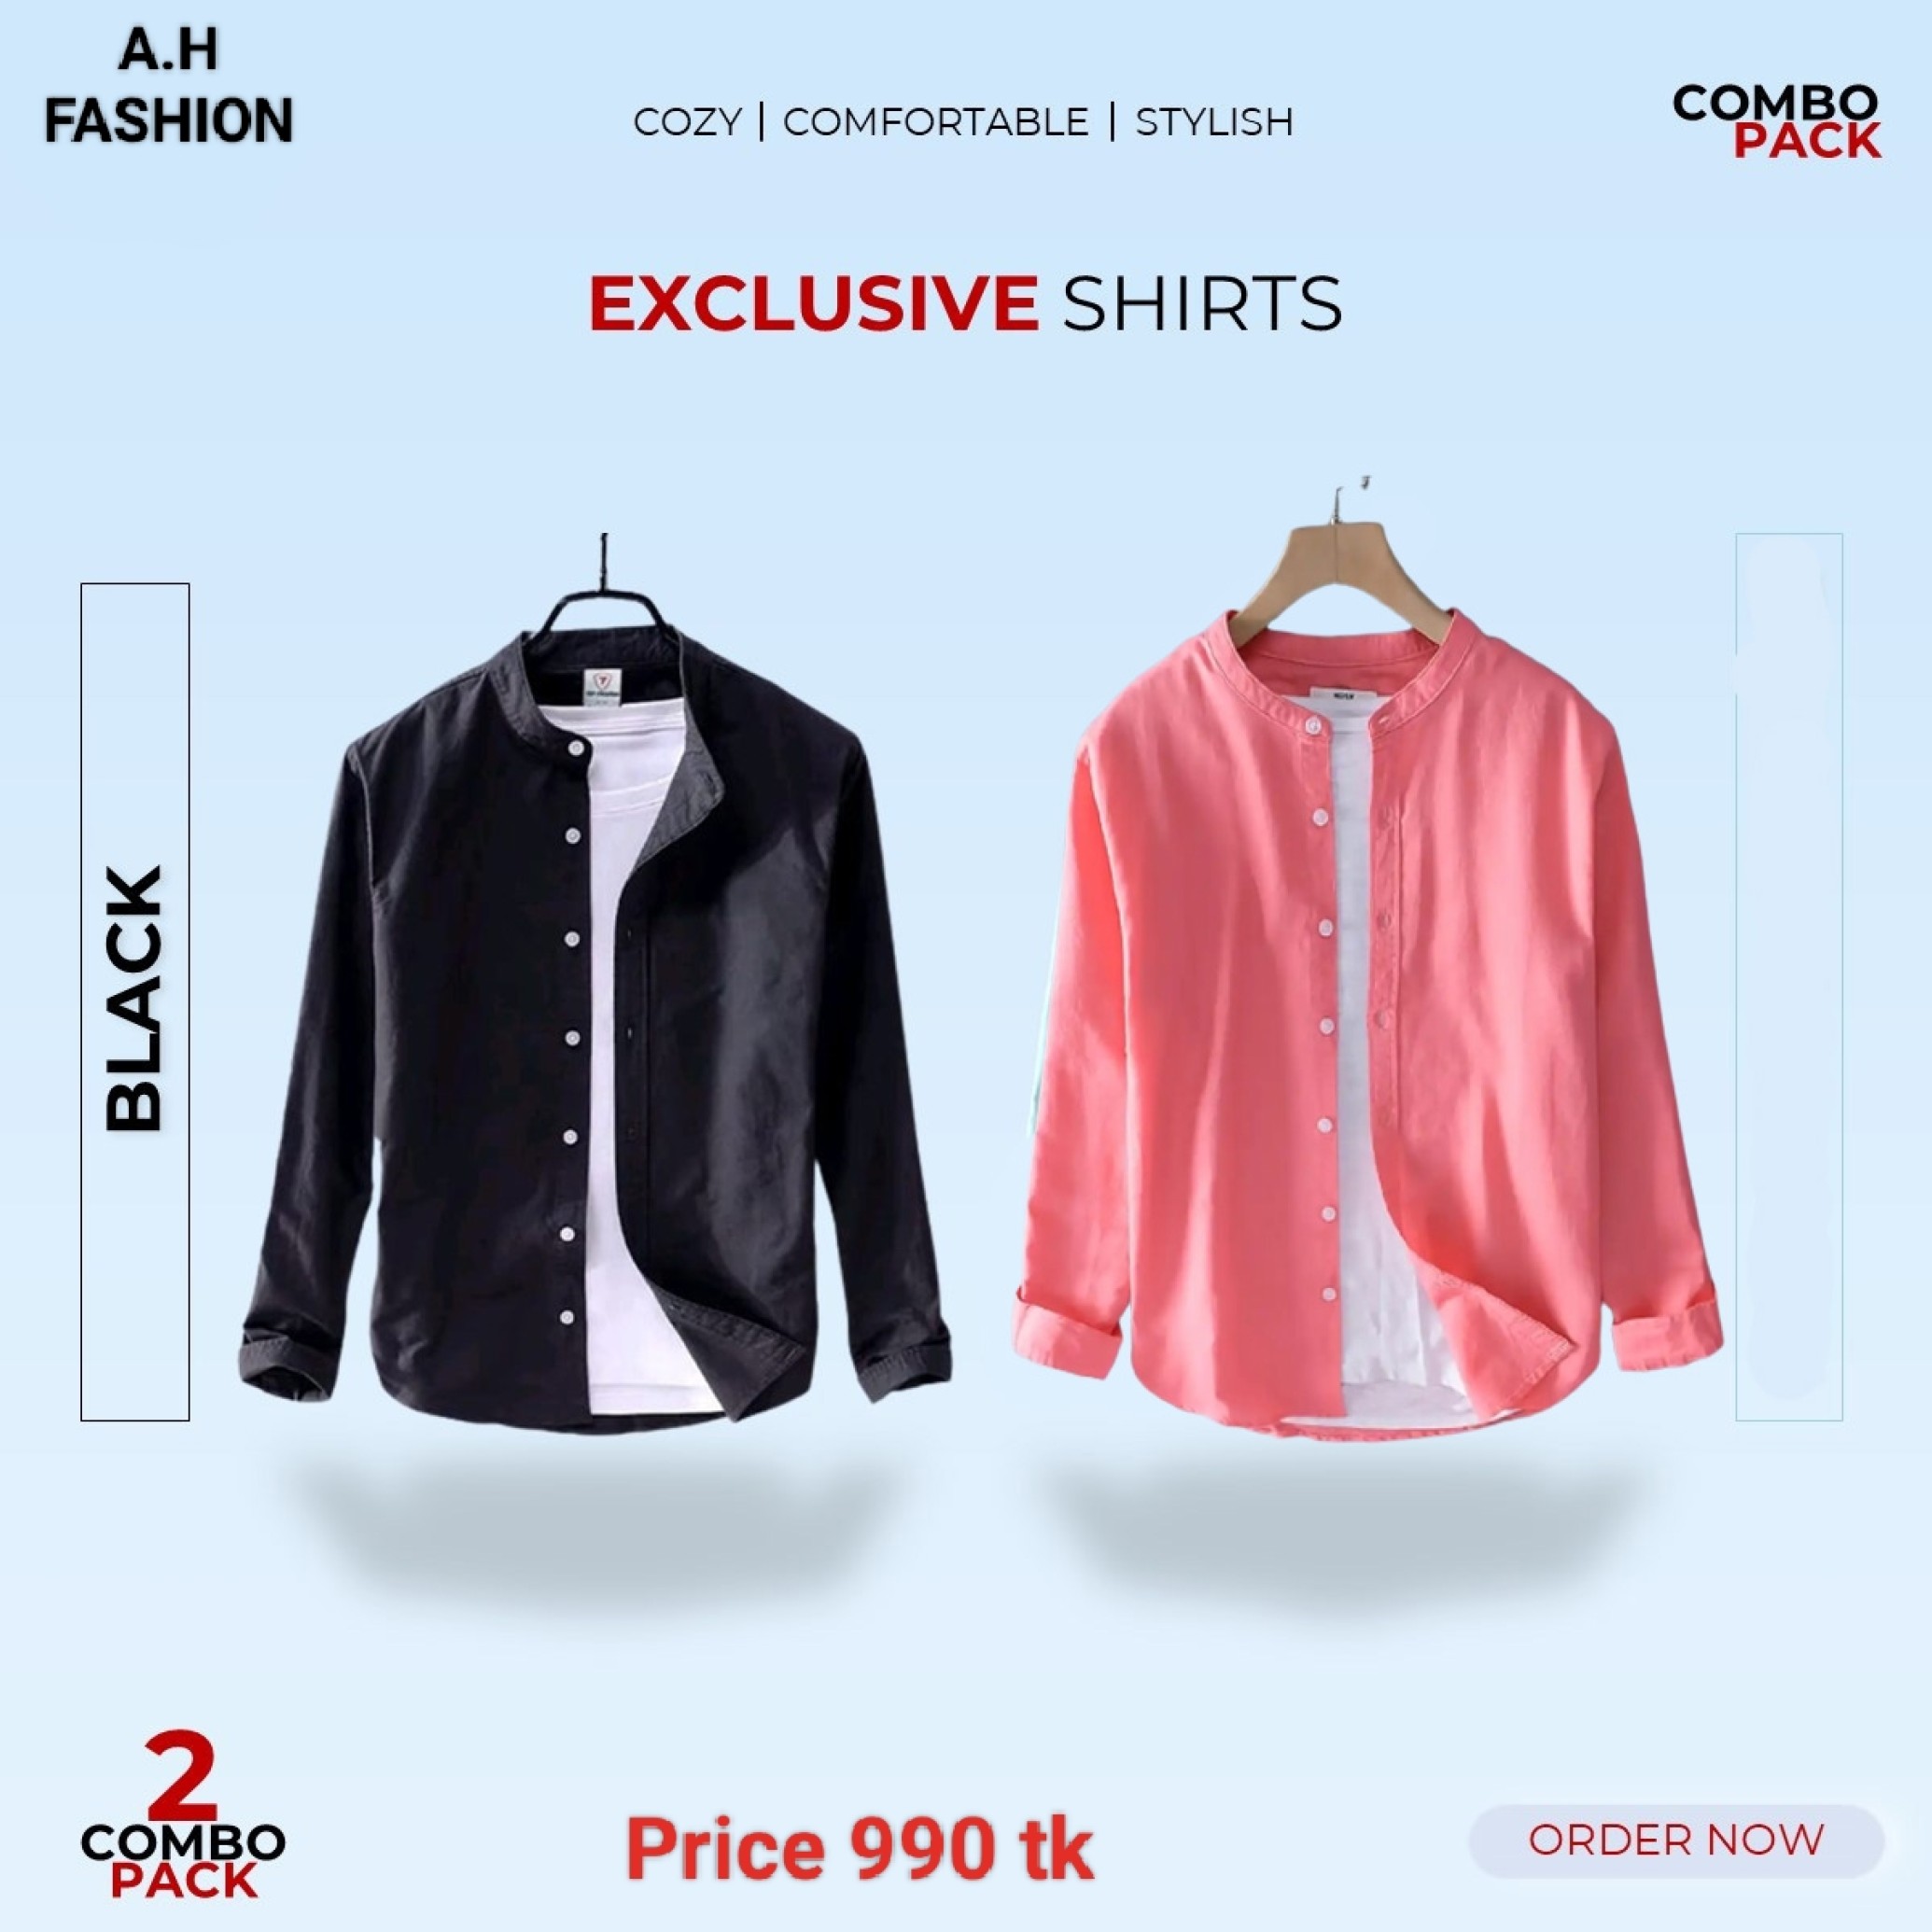 A.H
FASHION
COZY | COMFORTABLE | STYLISH
COMBO
PACK
EXCLUSIVE SHIRTS
BLACK
2
COMBO
PACK
Price 990 tk
ORDER NOW